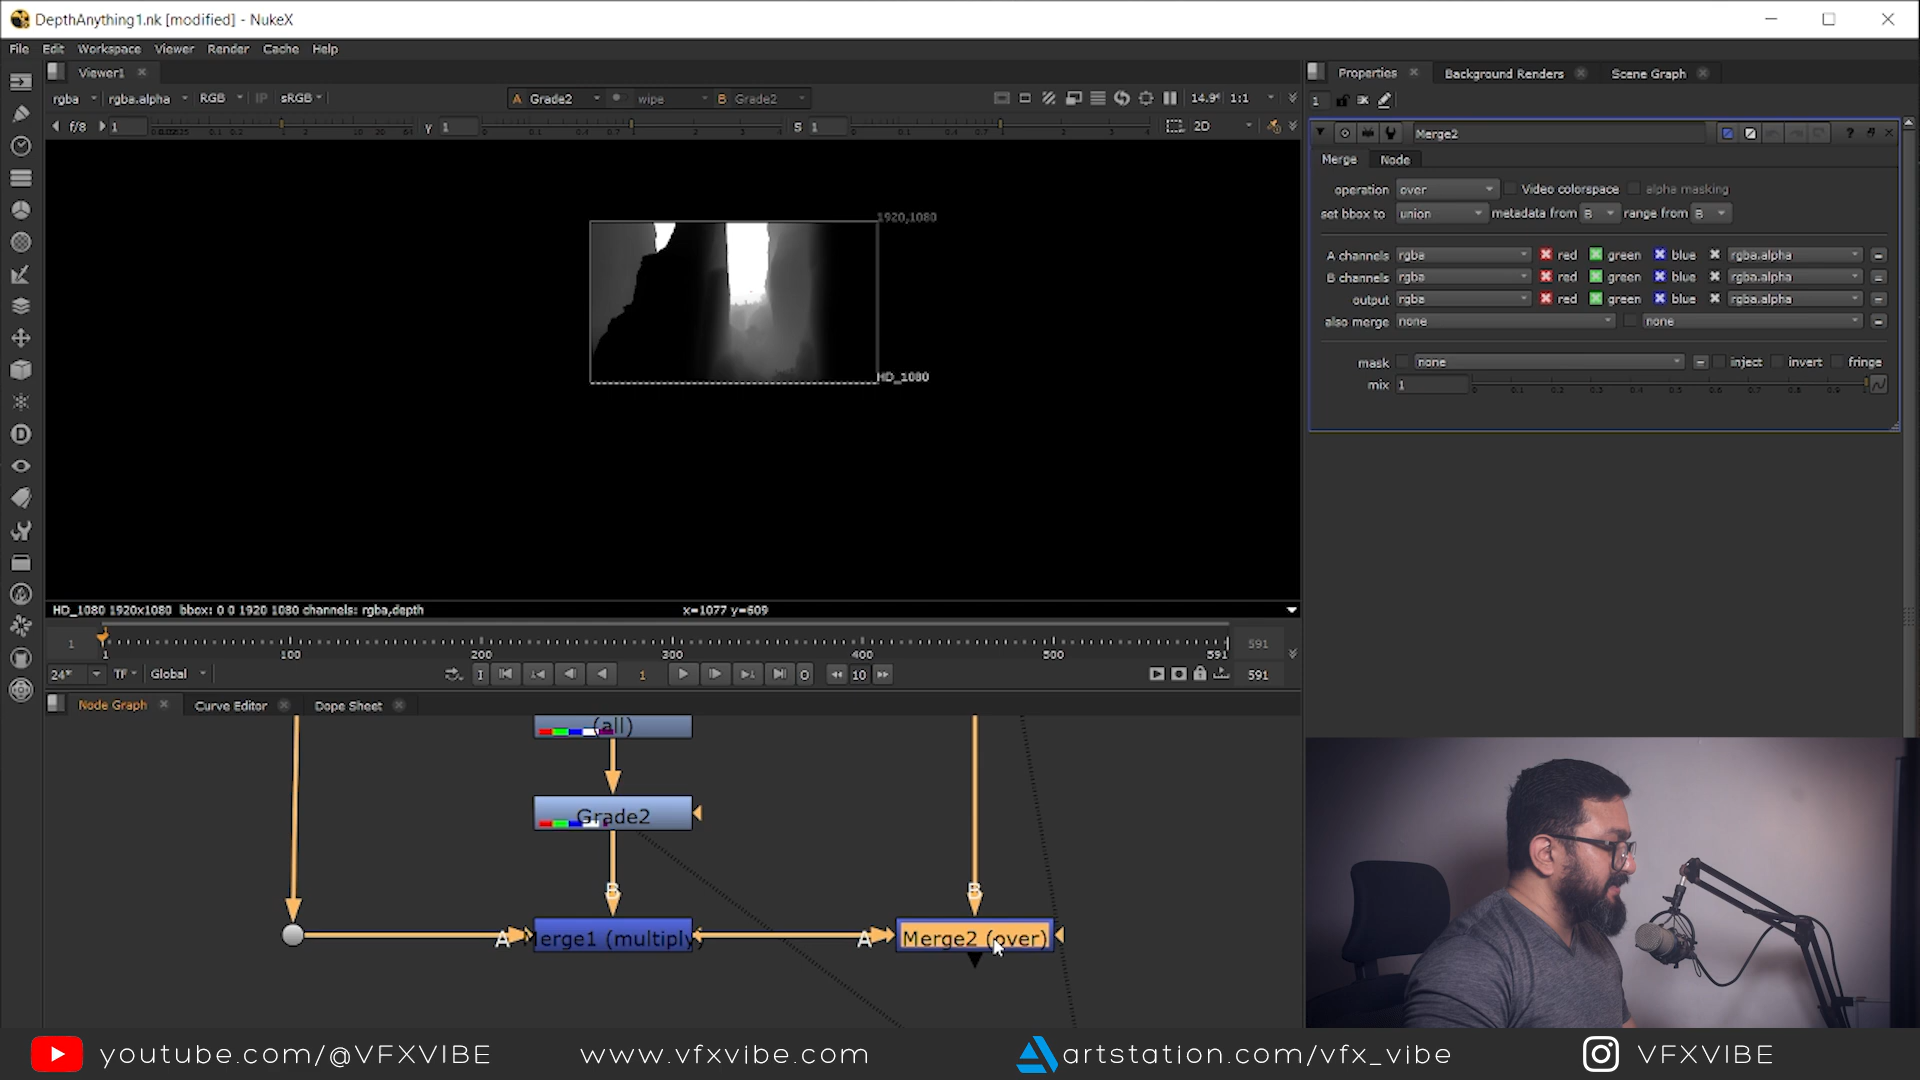 DepthAnything1.nk [modified] - NukeX
File Edit Workspace Viewer Render Cache Help
Viewer1
rgba rgba.alpha RGB IP sRGB A Grade2 wipe B Grade2 14.9 1:1
f/8 1 γ 1 S 1 2D
1920,1080
HD_1080
HD_1080 1920x1080 bbox: 0 0 1920 1080 channels: rgba,depth x=1077 y=609
1 591
1 100 200 300 400 500 591
24* TF Global I 1 O 10 591
Node Graph Curve Editor Dope Sheet
(all)
Grade2
B B
A Merge1 (multiply) A Merge2 (over)
Properties Background Renders Scene Graph
1
Merge2
Merge Node
operation over Video colorspace alpha masking
set bbox to union metadata from B range from B
A channels rgba red green blue rgba.alpha
B channels rgba red green blue rgba.alpha
output rgba red green blue rgba.alpha
also merge none none
mask none inject invert fringe
mix 1
youtube.com/@VFXVIBE www.vfxvibe.com artstation.com/vfx_vibe VFXVIBE